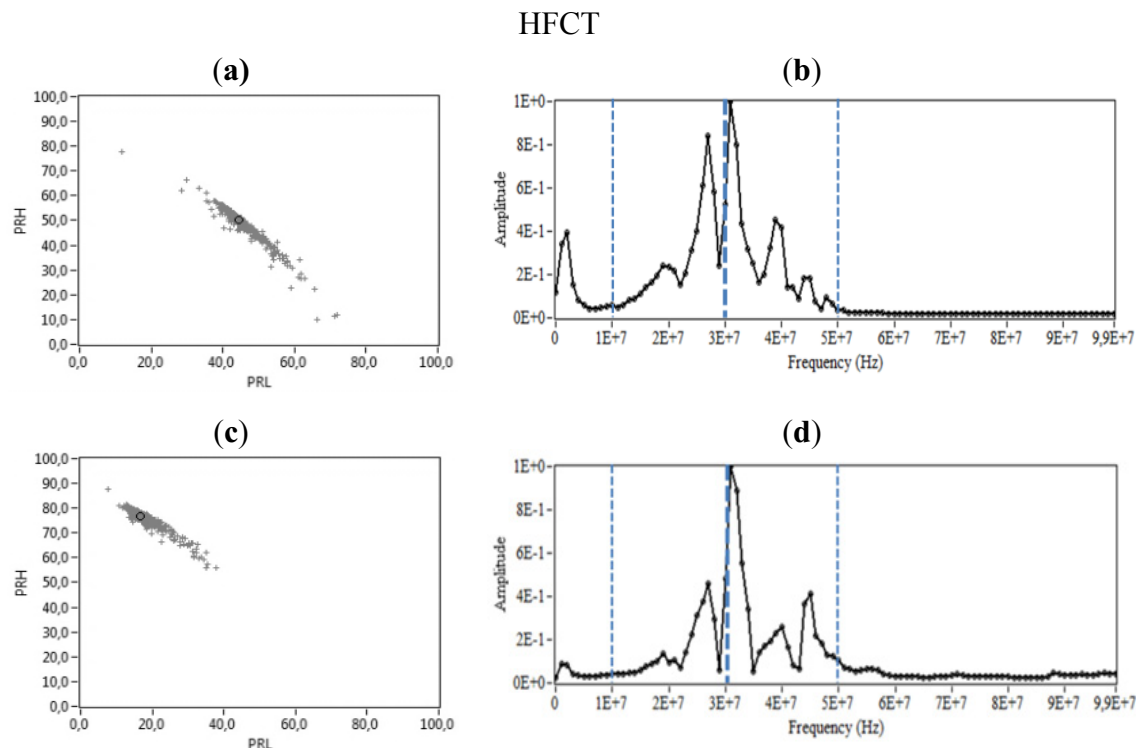 HFCT
(a)
(b)
100,0
90,0
80,0
70,0
60,0
50,0
40,0
30,0
20,0
10,0
0,0
PRH
0,0 20,0 40,0 60,0 80,0 100,0
PRL
1E+0
8E-1
6E-1
4E-1
2E-1
0E+0
Amplitude
0 1E+7 2E+7 3E+7 4E+7 5E+7 6E+7 7E+7 8E+7 9E+7 9,9E+7
Frequency (Hz)
(c)
(d)
100,0
90,0
80,0
70,0
60,0
50,0
40,0
30,0
20,0
10,0
0,0
PRH
0,0 20,0 40,0 60,0 80,0 100,0
PRL
1E+0
8E-1
6E-1
4E-1
2E-1
0E+0
Amplitude
0 1E+7 2E+7 3E+7 4E+7 5E+7 6E+7 7E+7 8E+7 9E+7 9,9E+7
Frequency (Hz)